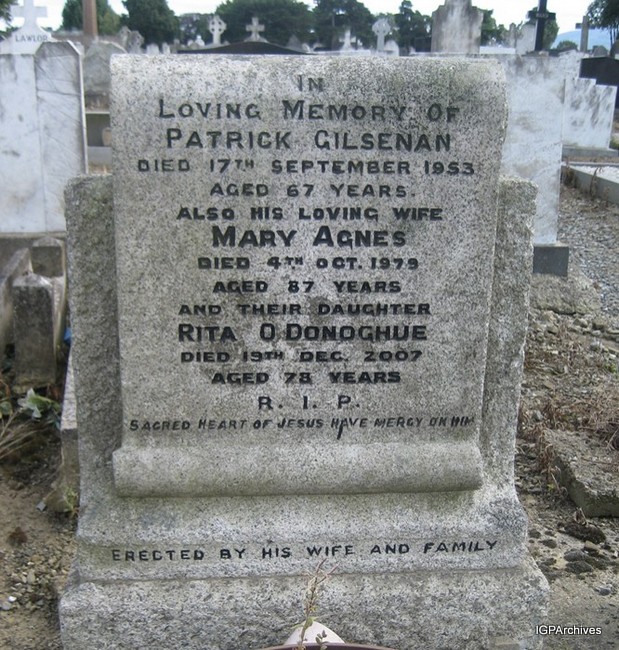 LAWLOR
IN
LOVING MEMORY OF
PATRICK GILSENAN
DIED 17TH SEPTEMBER 1953
AGED 67 YEARS.
ALSO HIS LOVING WIFE
MARY AGNES
DIED 4TH OCT. 1979
AGED 87 YEARS
AND THEIR DAUGHTER
RITA O'DONOGHUE
DIED 19TH DEC. 2007
AGED 78 YEARS
R. I. P.
SACRED HEART OF JESUS HAVE MERCY ON HIM
ERECTED BY HIS WIFE AND FAMILY
IGPArchives